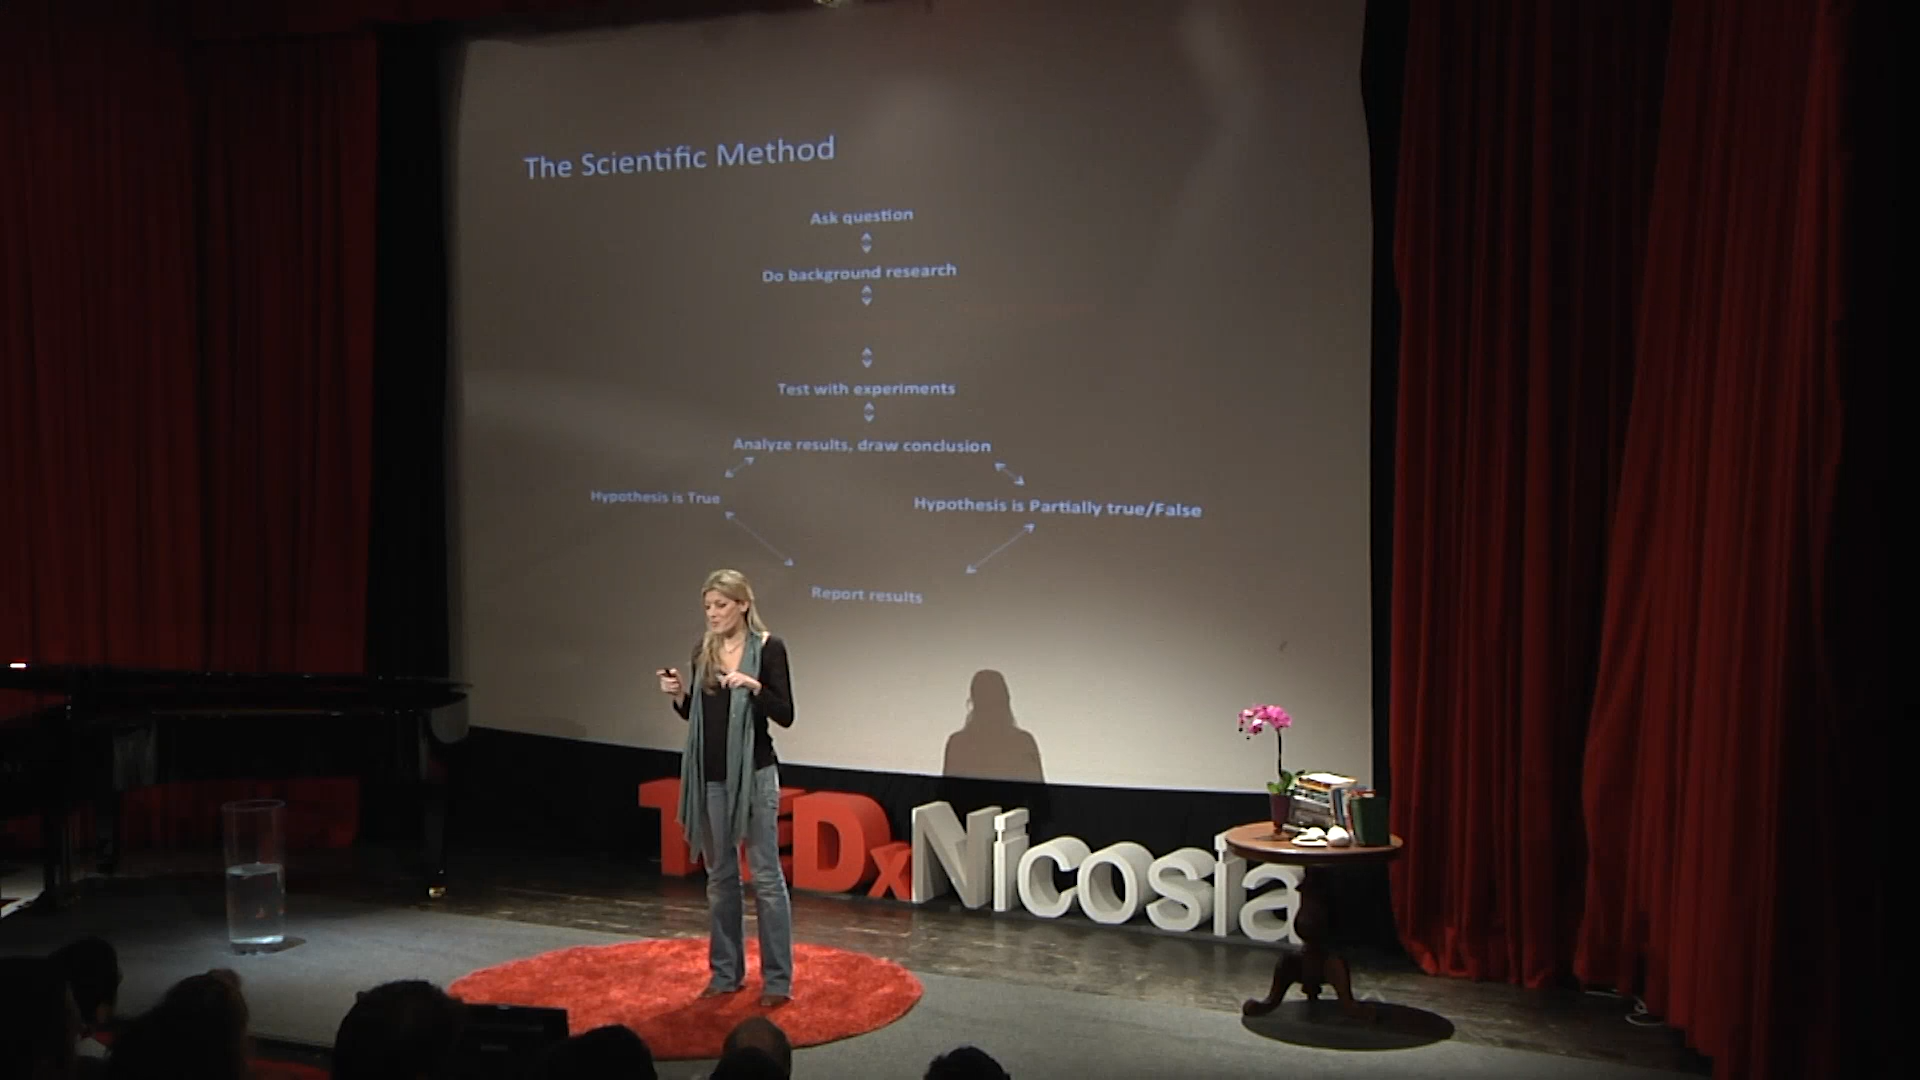 The Scientific Method
Ask question
Do background research
Test with experiments
Analyze results, draw conclusion
Hypothesis is True
Hypothesis is Partially true/False
Report results
TEDxNicosia